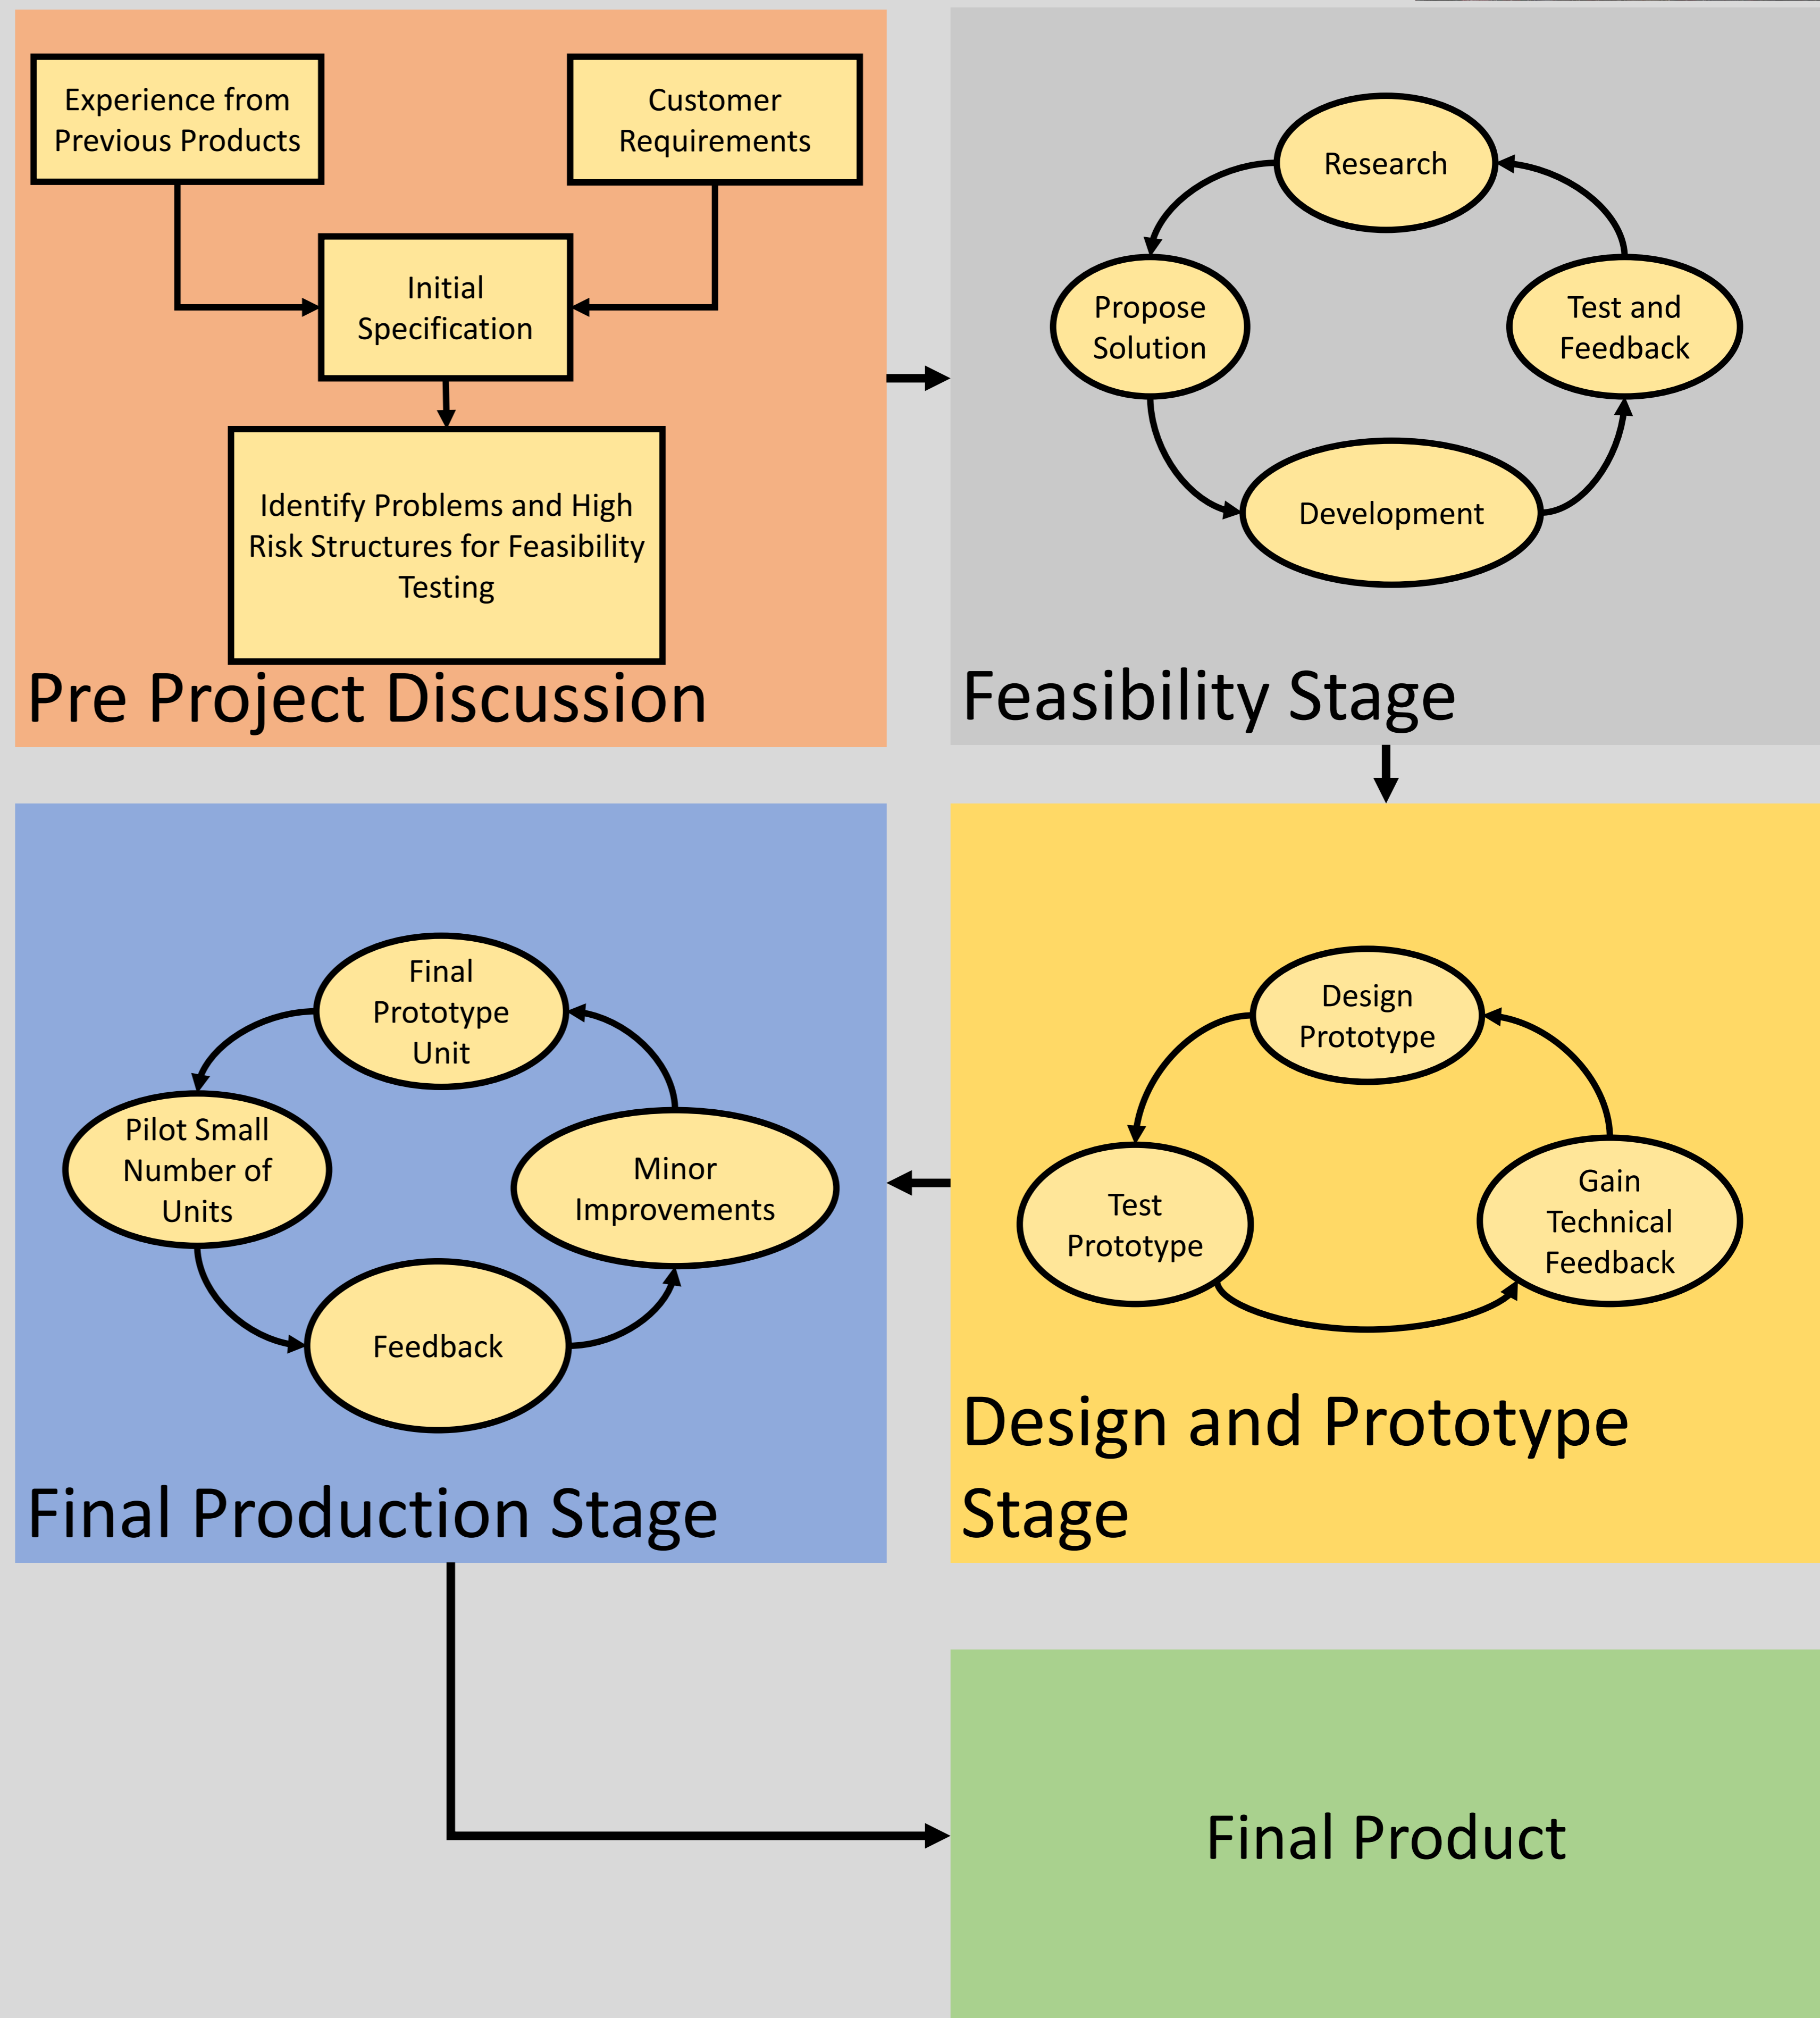 Experience from
Previous Products
Customer
Requirements
Initial
Specification
Identify Problems and High
Risk Structures for Feasibility
Testing
Pre Project Discussion
Research
Propose
Solution
Test and
Feedback
Development
Feasibility Stage
Final
Prototype
Unit
Pilot Small
Number of
Units
Minor
Improvements
Feedback
Final Production Stage
Design
Prototype
Test
Prototype
Gain
Technical
Feedback
Design and Prototype
Stage
Final Product